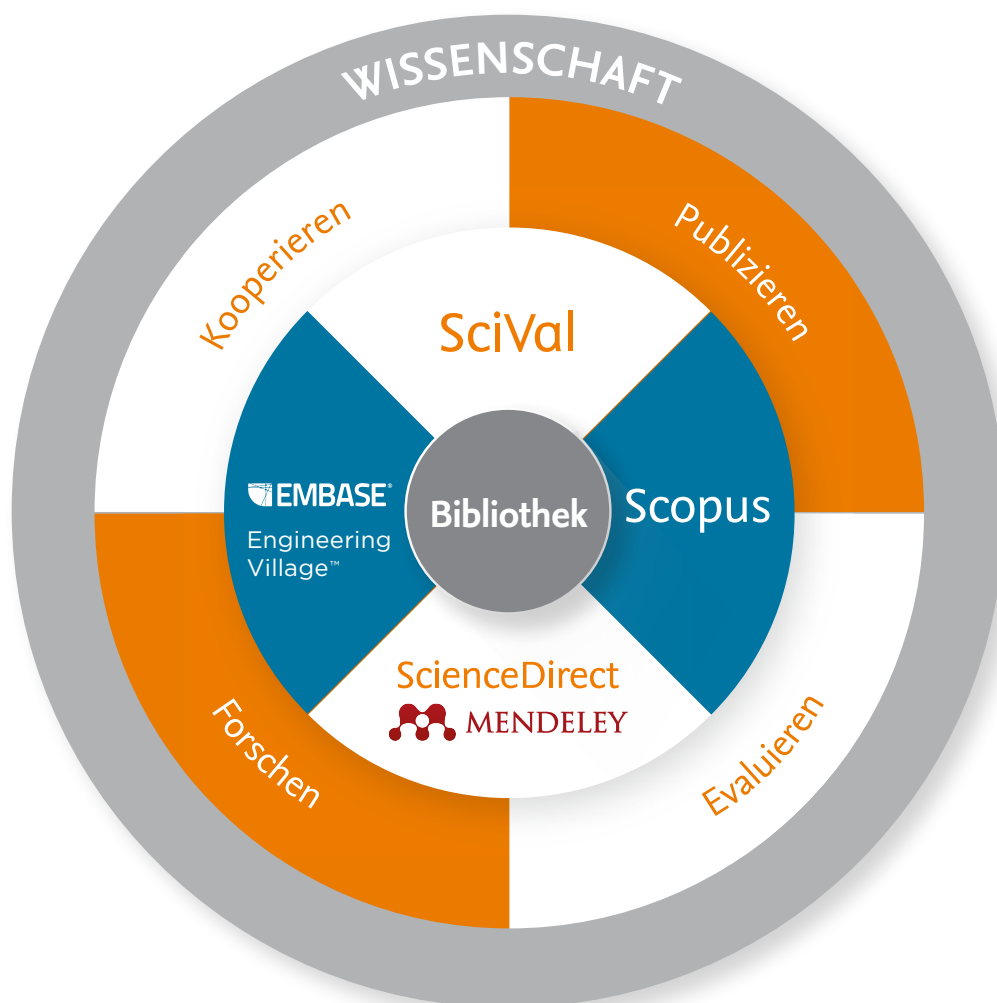 WISSENSCHAFT
Kooperieren
Publizieren
SciVal
EMBASE®
Engineering
Village™
Bibliothek
Scopus
ScienceDirect
MENDELEY
Forschen
Evaluieren